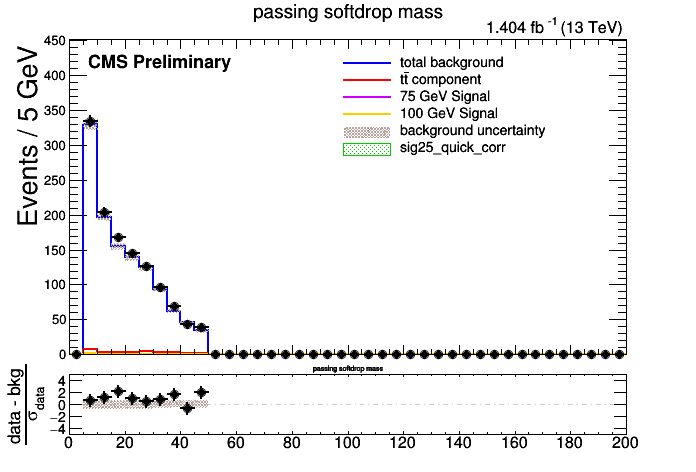 passing softdrop mass
1.404 fb⁻¹ (13 TeV)
CMS Preliminary
Events / 5 GeV
450
400
350
300
250
200
150
100
50
0
total background
tt̄ component
75 GeV Signal
100 GeV Signal
background uncertainty
sig25_quick_corr
passing softdrop mass
data - bkg
σ data
4
2
0
−2
−4
0 20 40 60 80 100 120 140 160 180 200